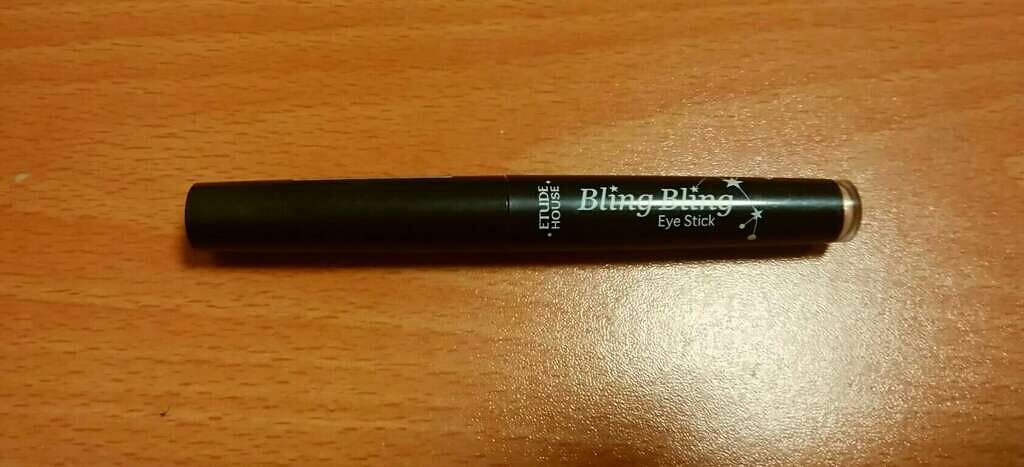 ETUDE
HOUSE
Bling Bling
Eye Stick